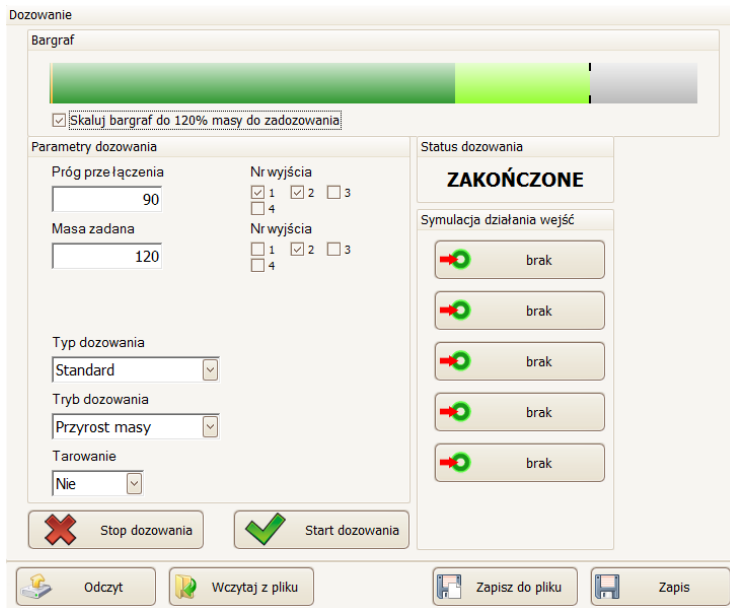 Dozowanie
Bargraf
Skaluj bargraf do 120% masy do zadozowania
Parametry dozowania
Próg przełączenia
Nr wyjścia
90
1 2 3
4
Masa zadana
Nr wyjścia
120
1 2 3
4
Typ dozowania
Standard
Tryb dozowania
Przyrost masy
Tarowanie
Nie
Stop dozowania
Start dozowania
Status dozowania
ZAKOŃCZONE
Symulacja działania wejść
brak
brak
brak
brak
brak
Odczyt
Wczytaj z pliku
Zapisz do pliku
Zapis